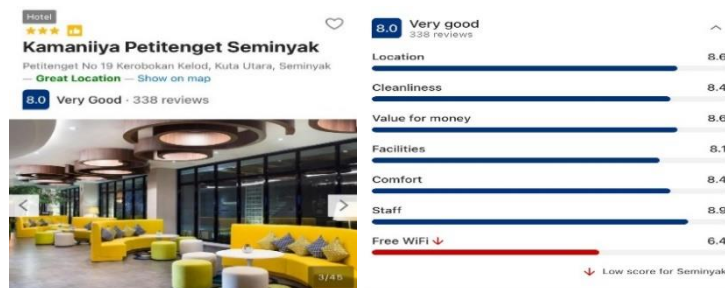 Hotel
Kamaniiya Petitenget Seminyak
Petitenget No 19 Kerobokan Kelod, Kuta Utara, Seminyak
— Great Location — Show on map
8.0 Very Good · 338 reviews
3/45
8.0 Very good
338 reviews
Location 8.6
Cleanliness 8.4
Value for money 8.6
Facilities 8.1
Comfort 8.4
Staff 8.9
Free WiFi ↓ 6.4
↓ Low score for Seminyak